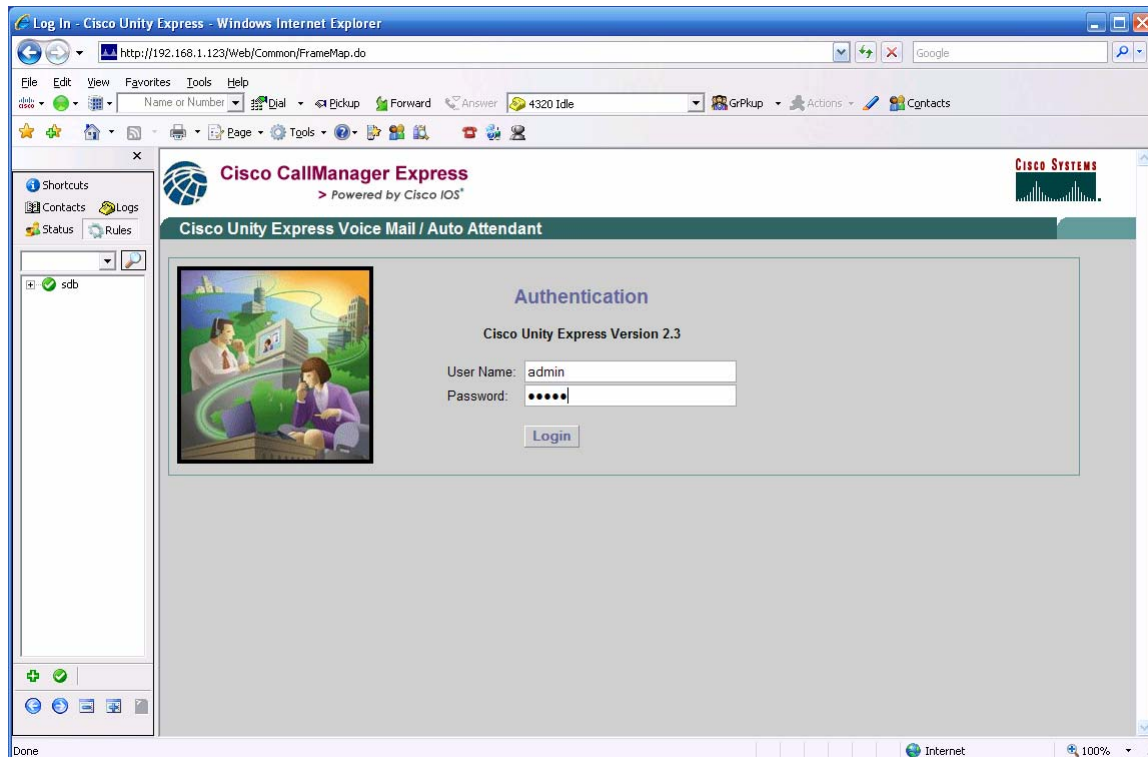 Log In - Cisco Unity Express - Windows Internet Explorer
http://192.168.1.123/Web/Common/FrameMap.do
Google
File Edit View Favorites Tools Help
cisco Name or Number Dial Pickup Forward Answer 4320 Idle GrPkup Actions Contacts
Page Tools
Shortcuts
Contacts Logs
Status Rules
sdb
Cisco CallManager Express
> Powered by Cisco IOS®
CISCO SYSTEMS
Cisco Unity Express Voice Mail / Auto Attendant
Authentication
Cisco Unity Express Version 2.3
User Name: admin
Password: •••••
Login
Done Internet 100%